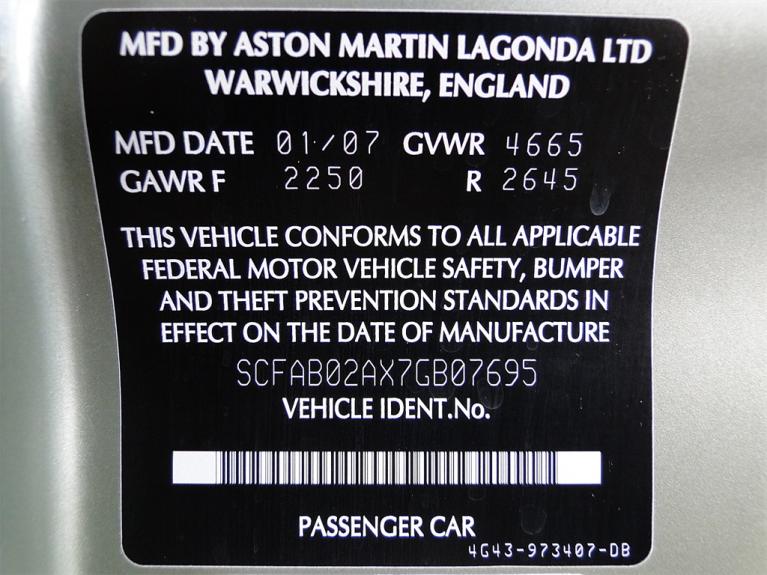 MFD BY ASTON MARTIN LAGONDA LTD
WARWICKSHIRE, ENGLAND
MFD DATE 01/07 GVWR 4665
GAWR F 2250 R 2645
THIS VEHICLE CONFORMS TO ALL APPLICABLE
FEDERAL MOTOR VEHICLE SAFETY, BUMPER
AND THEFT PREVENTION STANDARDS IN
EFFECT ON THE DATE OF MANUFACTURE
SCFAB02AX7GB07695
VEHICLE IDENT.No.
PASSENGER CAR
4G43-973407-DB